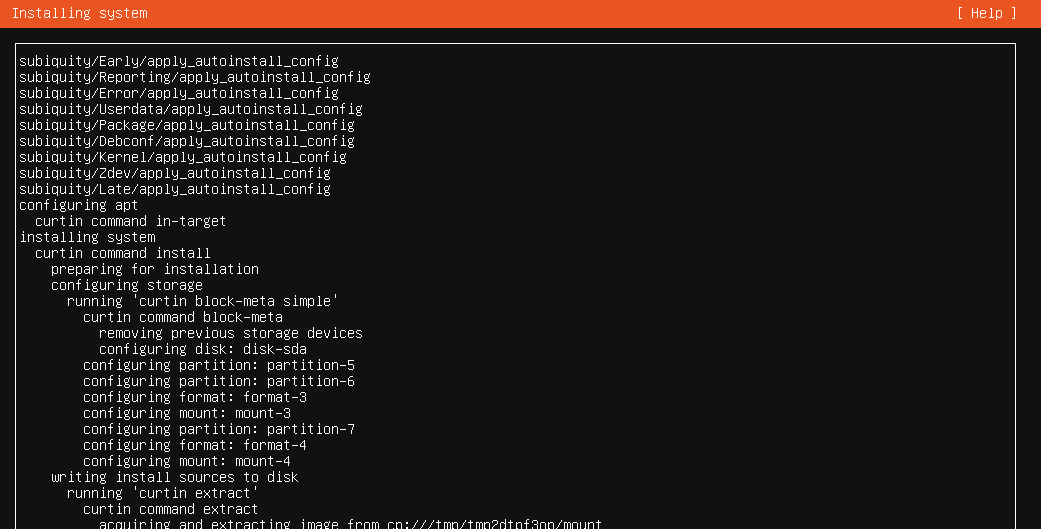 Installing system [ Help ]
subiquity/Early/apply_autoinstall_config
subiquity/Reporting/apply_autoinstall_config
subiquity/Error/apply_autoinstall_config
subiquity/Userdata/apply_autoinstall_config
subiquity/Package/apply_autoinstall_config
subiquity/Debconf/apply_autoinstall_config
subiquity/Kernel/apply_autoinstall_config
subiquity/Zdev/apply_autoinstall_config
subiquity/Late/apply_autoinstall_config
configuring apt
curtin command in-target
installing system
curtin command install
preparing for installation
configuring storage
running 'curtin block-meta simple'
curtin command block-meta
removing previous storage devices
configuring disk: disk-sda
configuring partition: partition-5
configuring partition: partition-6
configuring format: format-3
configuring mount: mount-3
configuring partition: partition-7
configuring format: format-4
configuring mount: mount-4
writing install sources to disk
running 'curtin extract'
curtin command extract
acquiring and extracting image from cp:///tmp/tmp2dtpf3op/mount